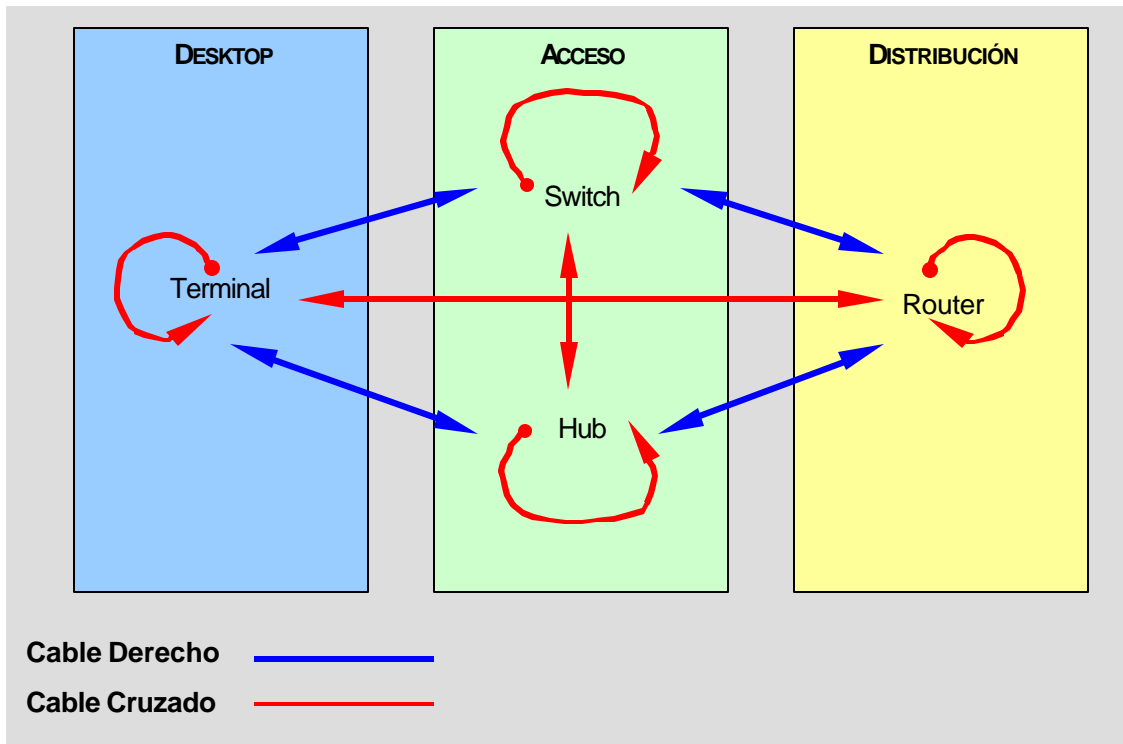 DESKTOP
ACCESO
DISTRIBUCIÓN
Switch
Terminal
Router
Hub
Cable Derecho
Cable Cruzado